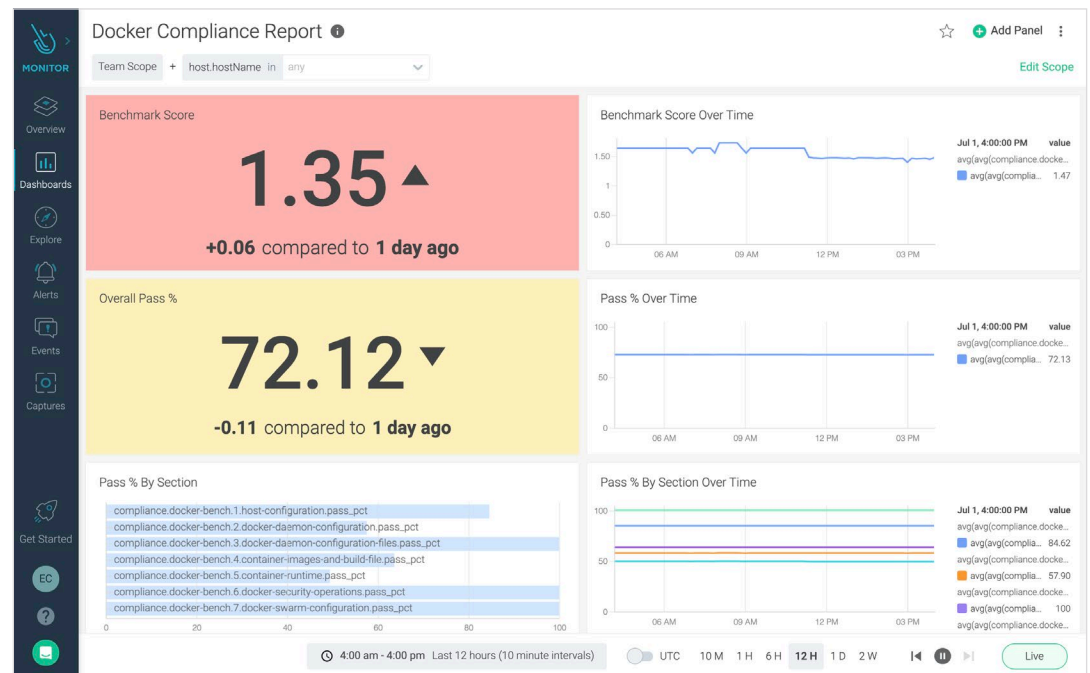 MONITOR
Overview
Dashboards
Explore
Alerts
Events
Captures
Get Started
EC
?
Docker Compliance Report
Add Panel
Team Scope + host.hostName in any
Edit Scope
Benchmark Score
1.35
+0.06 compared to 1 day ago
Benchmark Score Over Time
1.50
1
0.50
0
06 AM 09 AM 12 PM 03 PM
Jul 1, 4:00:00 PM value
avg(avg(compliance.docke...
avg(avg(complia... 1.47
Overall Pass %
72.12
-0.11 compared to 1 day ago
Pass % Over Time
100
50
0
06 AM 09 AM 12 PM 03 PM
Jul 1, 4:00:00 PM value
avg(avg(compliance.docke...
avg(avg(complia... 72.13
Pass % By Section
compliance.docker-bench.1.host-configuration.pass_pct
compliance.docker-bench.2.docker-daemon-configuration.pass_pct
compliance.docker-bench.3.docker-daemon-configuration-files.pass_pct
compliance.docker-bench.4.container-images-and-build-file.pass_pct
compliance.docker-bench.5.container-runtime.pass_pct
compliance.docker-bench.6.docker-security-operations.pass_pct
compliance.docker-bench.7.docker-swarm-configuration.pass_pct
0 20 40 60 80 100
Pass % By Section Over Time
100
50
0
06 AM 09 AM 12 PM 03 PM
Jul 1, 4:00:00 PM value
avg(avg(compliance.docke...
avg(avg(complia... 84.62
avg(avg(compliance.docke...
avg(avg(complia... 57.90
avg(avg(compliance.docke...
avg(avg(complia... 100
avg(avg(compliance.docke...
4:00 am - 4:00 pm Last 12 hours (10 minute intervals)
UTC 10 M 1 H 6 H 12 H 1 D 2 W
Live